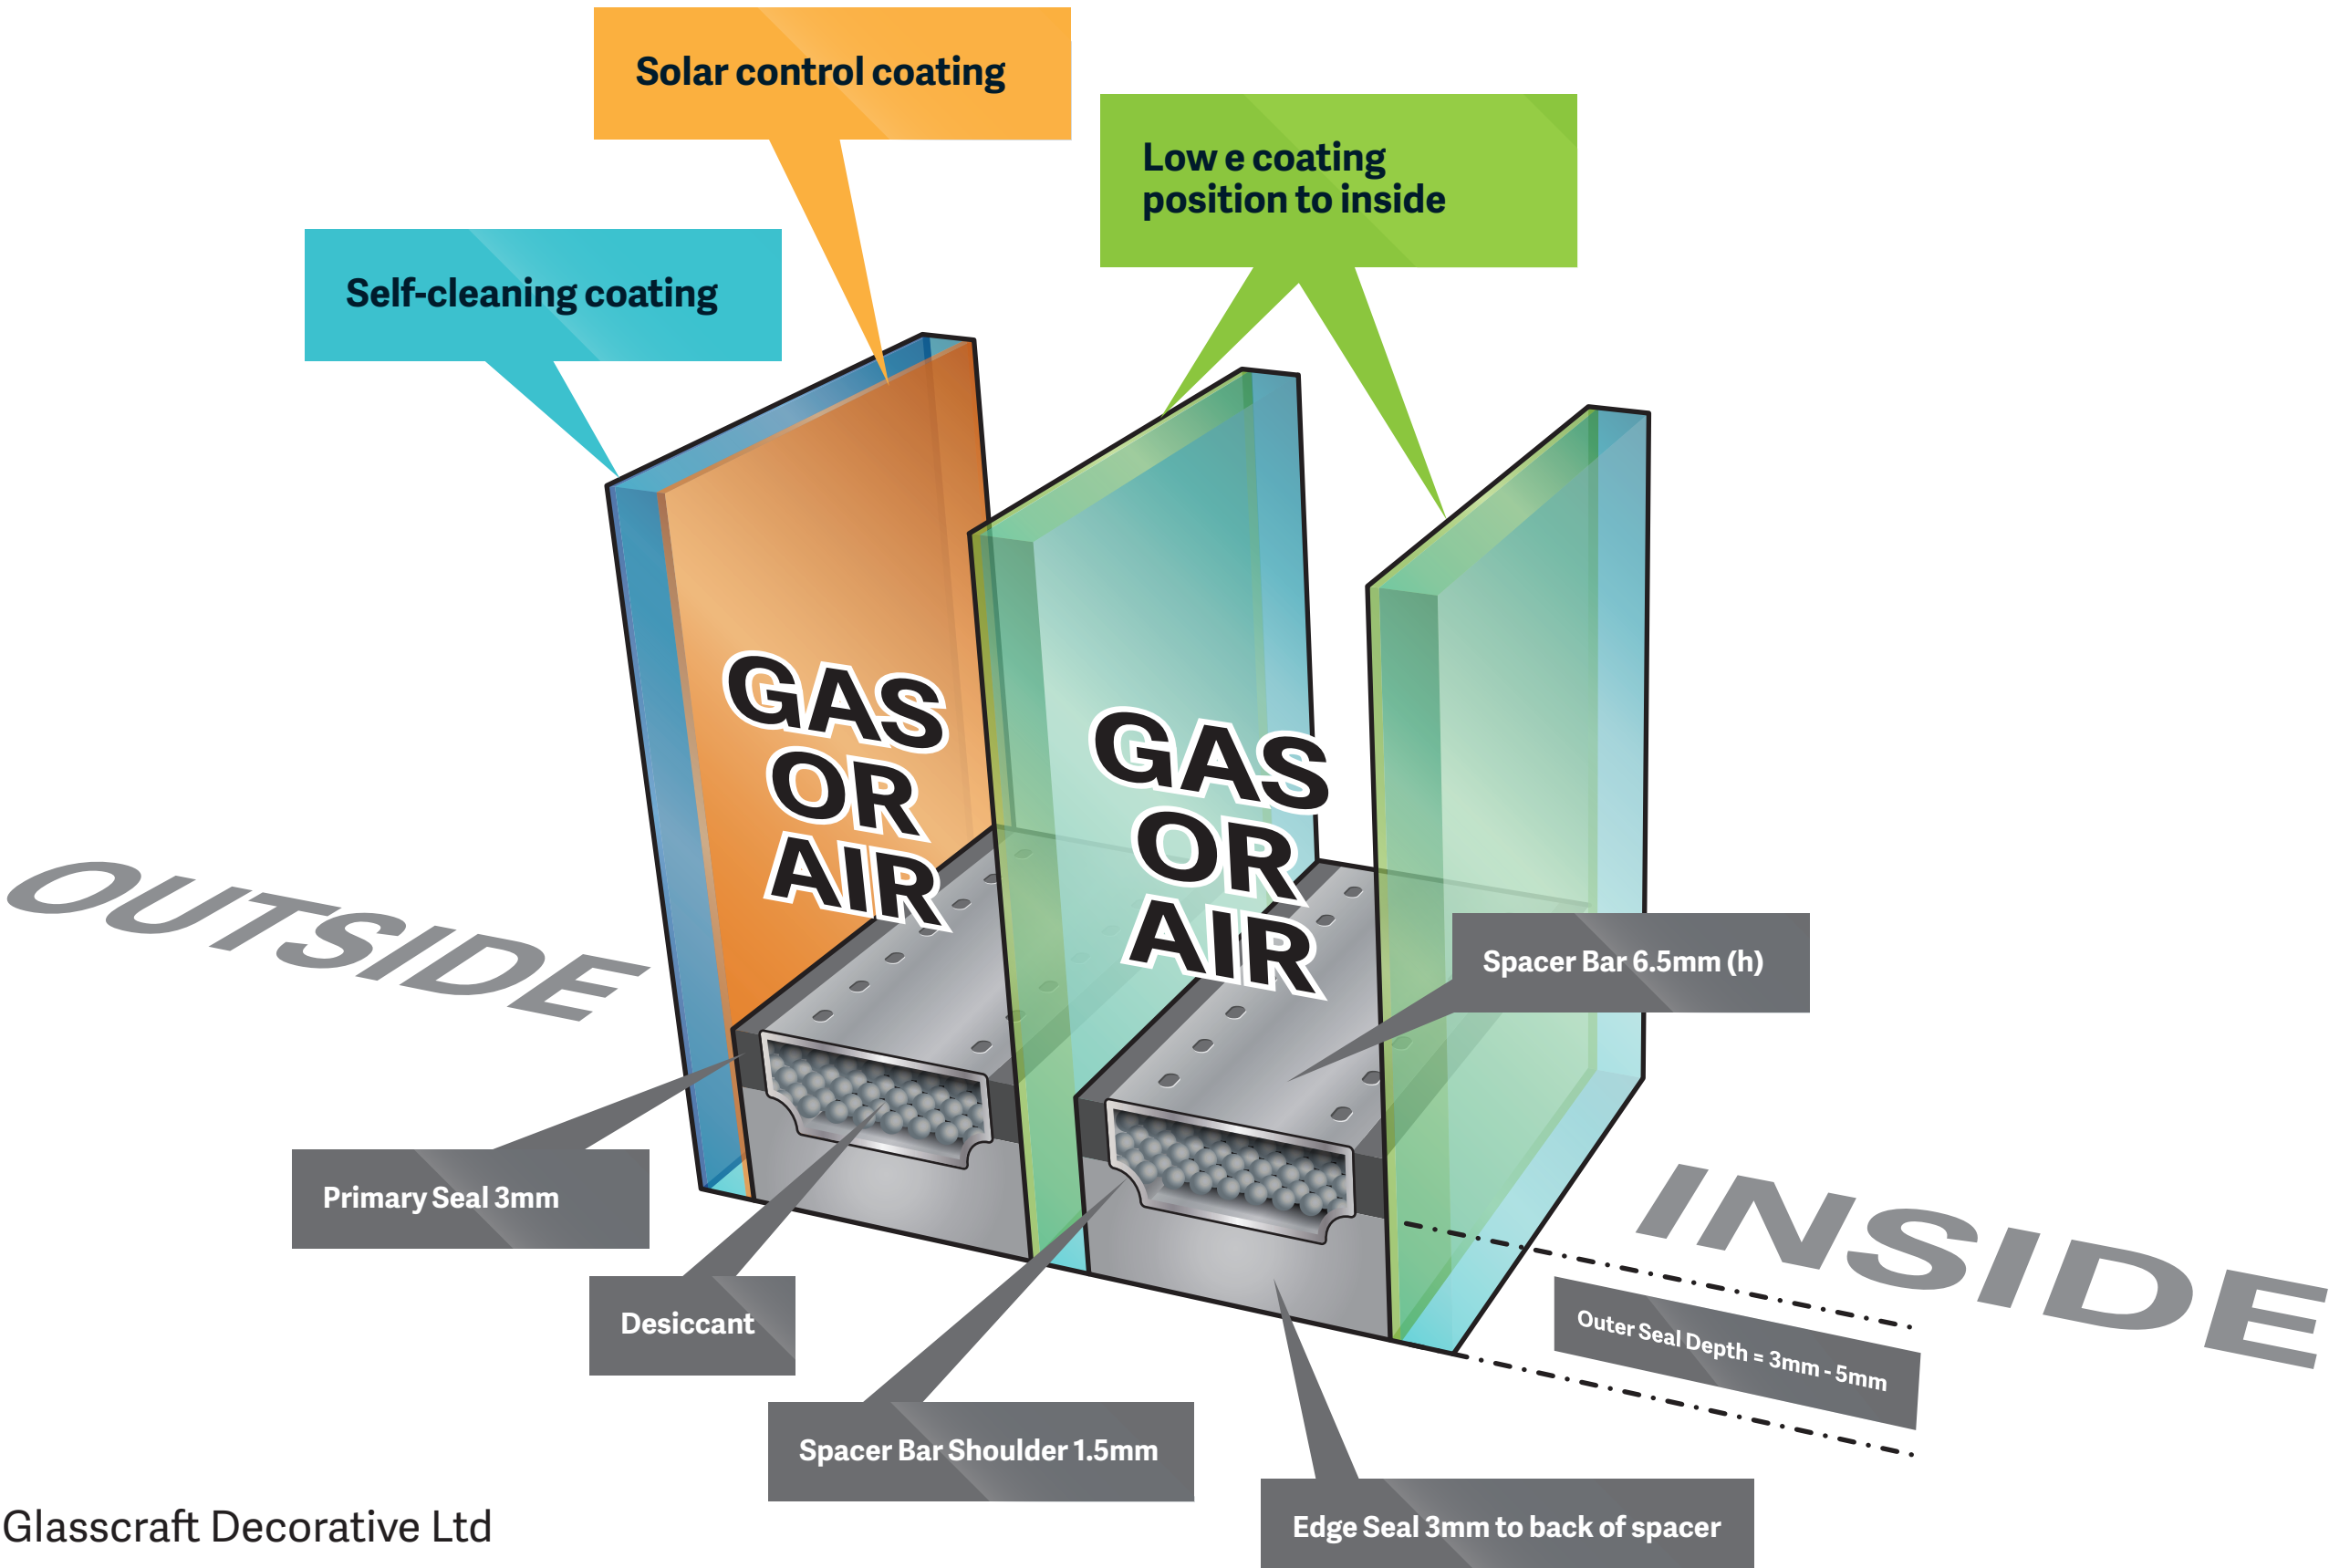 Solar control coating
Low e coating
position to inside
Self-cleaning coating
GAS
OR
AIR
GAS
OR
AIR
OUTSIDE
Spacer Bar 6.5mm (h)
Primary Seal 3mm
INSIDE
Desiccant
Outer Seal Depth = 3mm - 5mm
Spacer Bar Shoulder 1.5mm
Edge Seal 3mm to back of spacer
Glasscraft Decorative Ltd